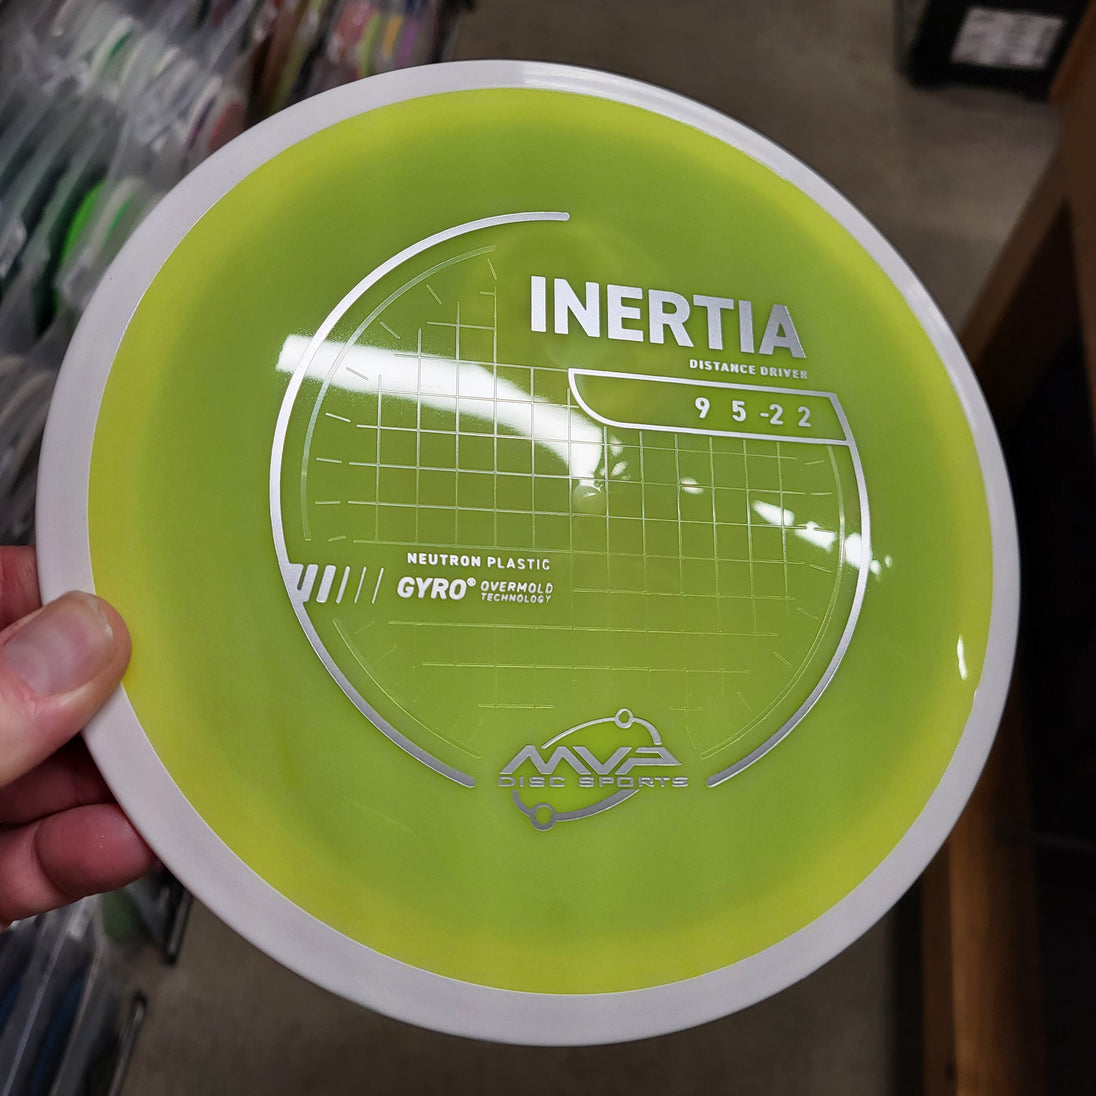 INERTIA
DISTANCE DRIVER
9 5 -2 2
NEUTRON PLASTIC
GYRO® OVERMOLD
TECHNOLOGY
MVP
DISC SPORTS